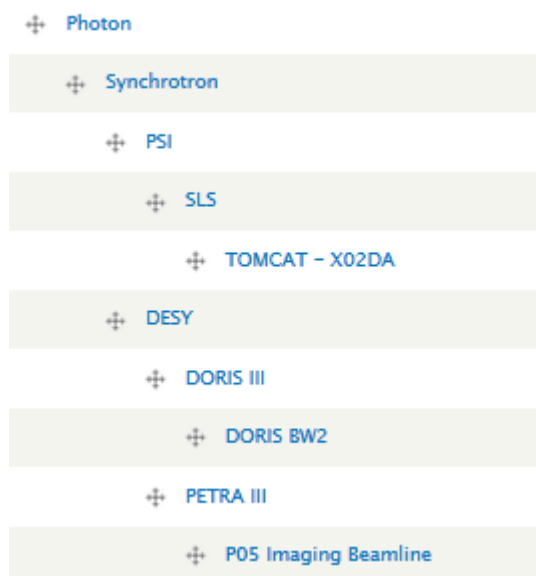 Photon
Synchrotron
PSI
SLS
TOMCAT – X02DA
DESY
DORIS III
DORIS BW2
PETRA III
P05 Imaging Beamline